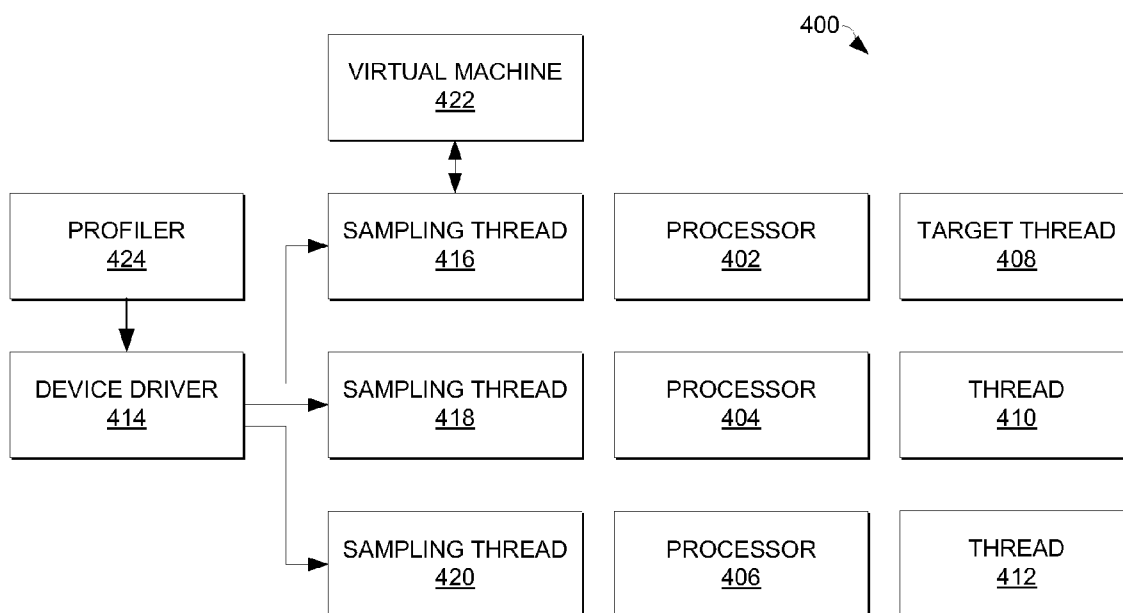 400
VIRTUAL MACHINE
422
PROFILER
424
SAMPLING THREAD
416
PROCESSOR
402
TARGET THREAD
408
DEVICE DRIVER
414
SAMPLING THREAD
418
PROCESSOR
404
THREAD
410
SAMPLING THREAD
420
PROCESSOR
406
THREAD
412